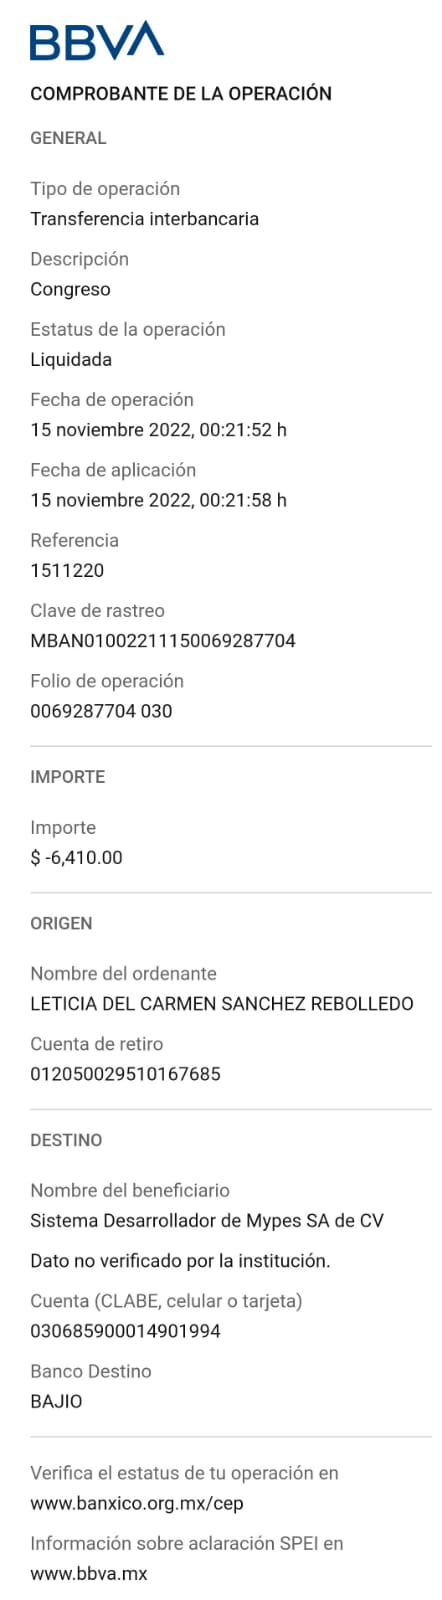 BBVA
COMPROBANTE DE LA OPERACIÓN
GENERAL
Tipo de operación
Transferencia interbancaria
Descripción
Congreso
Estatus de la operación
Liquidada
Fecha de operación
15 noviembre 2022, 00:21:52 h
Fecha de aplicación
15 noviembre 2022, 00:21:58 h
Referencia
1511220
Clave de rastreo
MBAN01002211150069287704
Folio de operación
0069287704 030
IMPORTE
Importe
$ -6,410.00
ORIGEN
Nombre del ordenante
LETICIA DEL CARMEN SANCHEZ REBOLLEDO
Cuenta de retiro
012050029510167685
DESTINO
Nombre del beneficiario
Sistema Desarrollador de Mypes SA de CV
Dato no verificado por la institución.
Cuenta (CLABE, celular o tarjeta)
030685900014901994
Banco Destino
BAJIO
Verifica el estatus de tu operación en
www.banxico.org.mx/cep
Información sobre aclaración SPEI en
www.bbva.mx